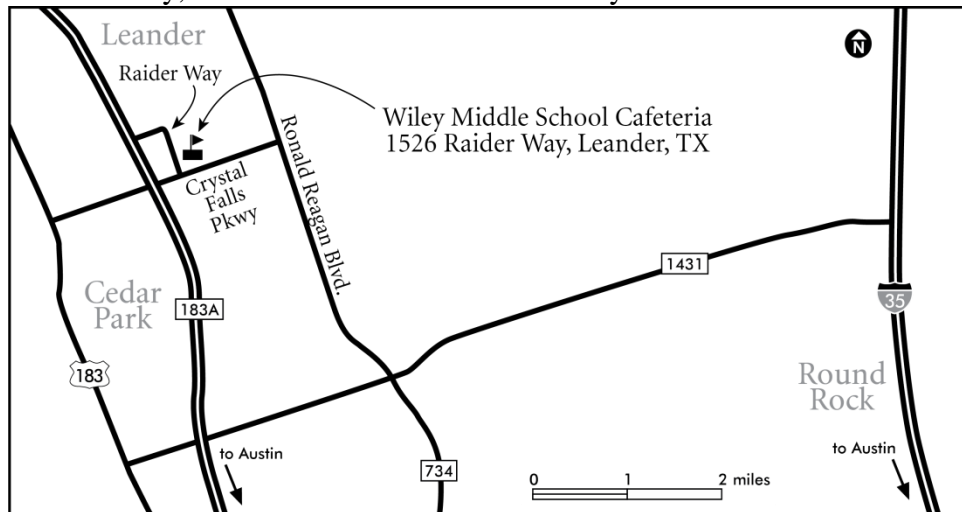 Leander
Raider Way
N
Wiley Middle School Cafeteria
1526 Raider Way, Leander, TX
Ronald Reagan Blvd.
Crystal
Falls
Pkwy
1431
Cedar
Park
183A
35
183
Round
Rock
to Austin
734
0 1 2 miles
to Austin